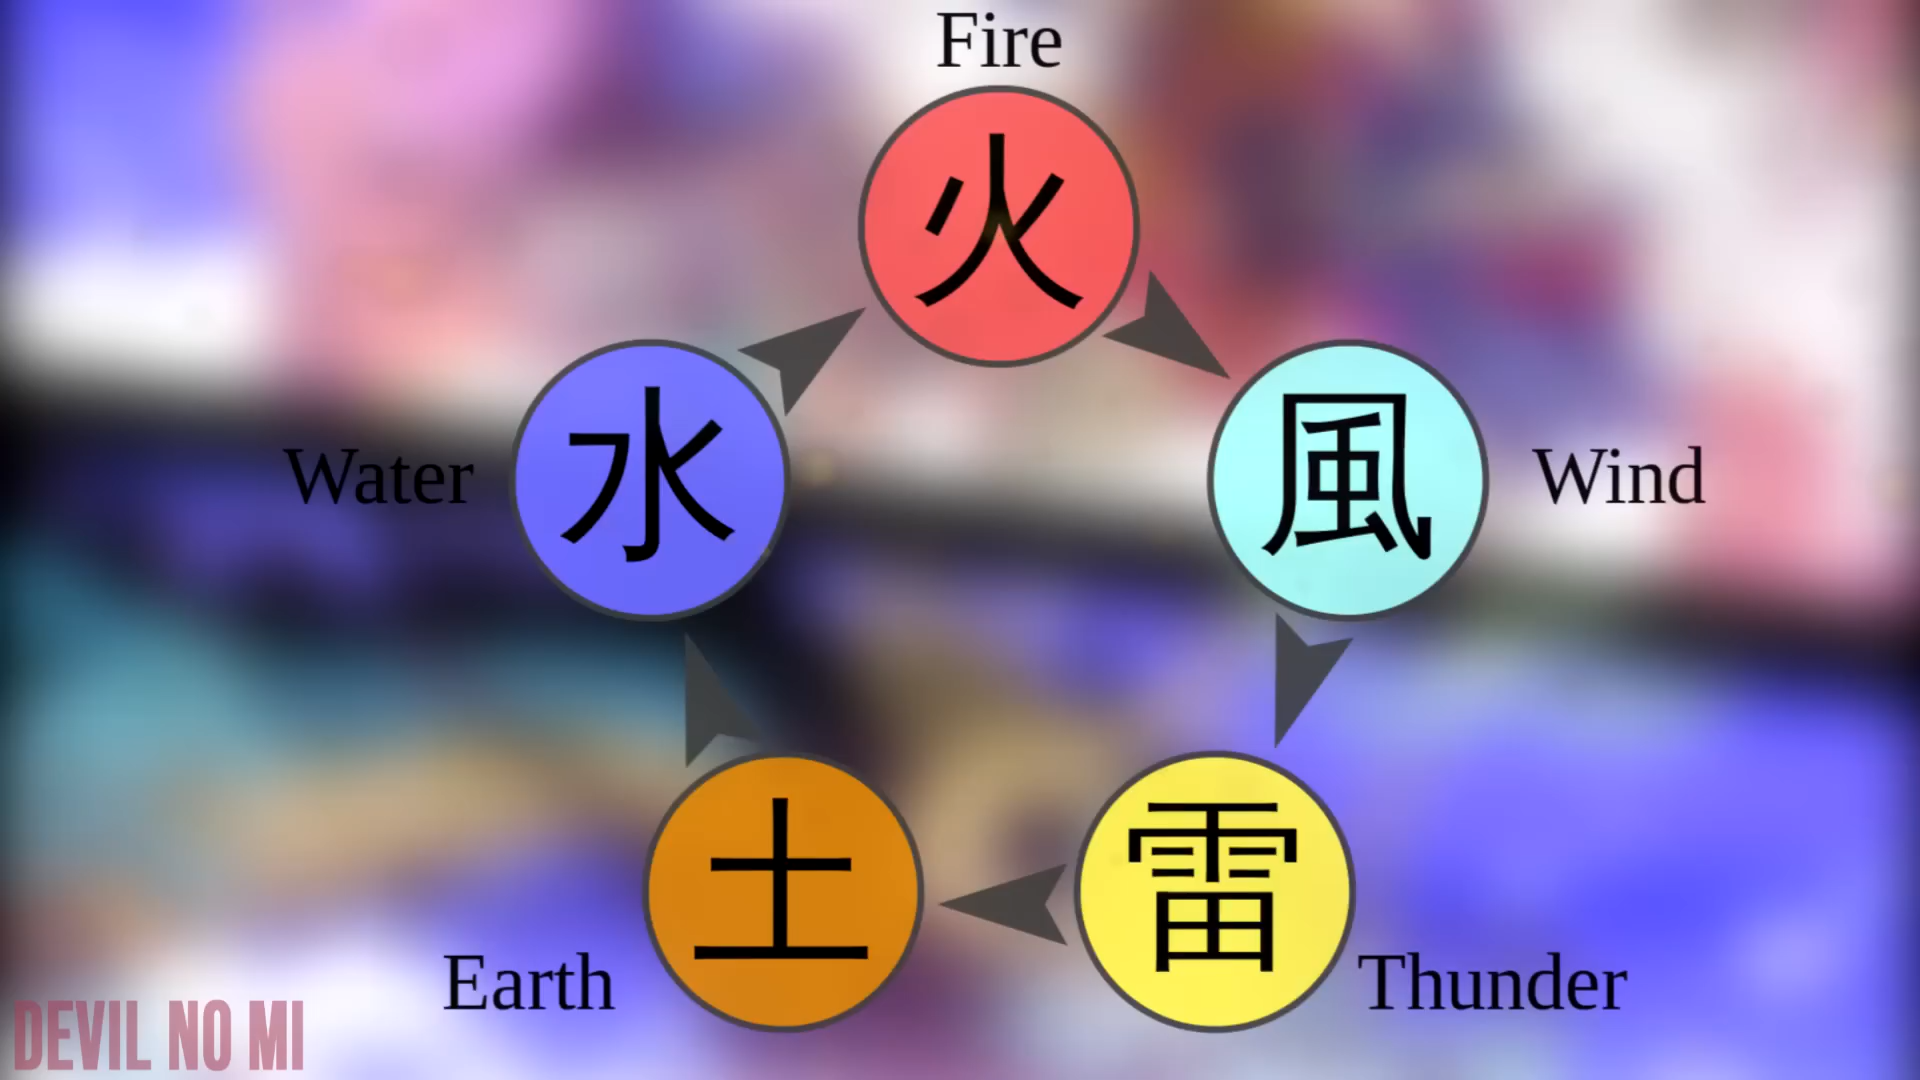 Fire
火
Water
水
風
Wind
土
雷
Earth
Thunder
DEVIL NO MI